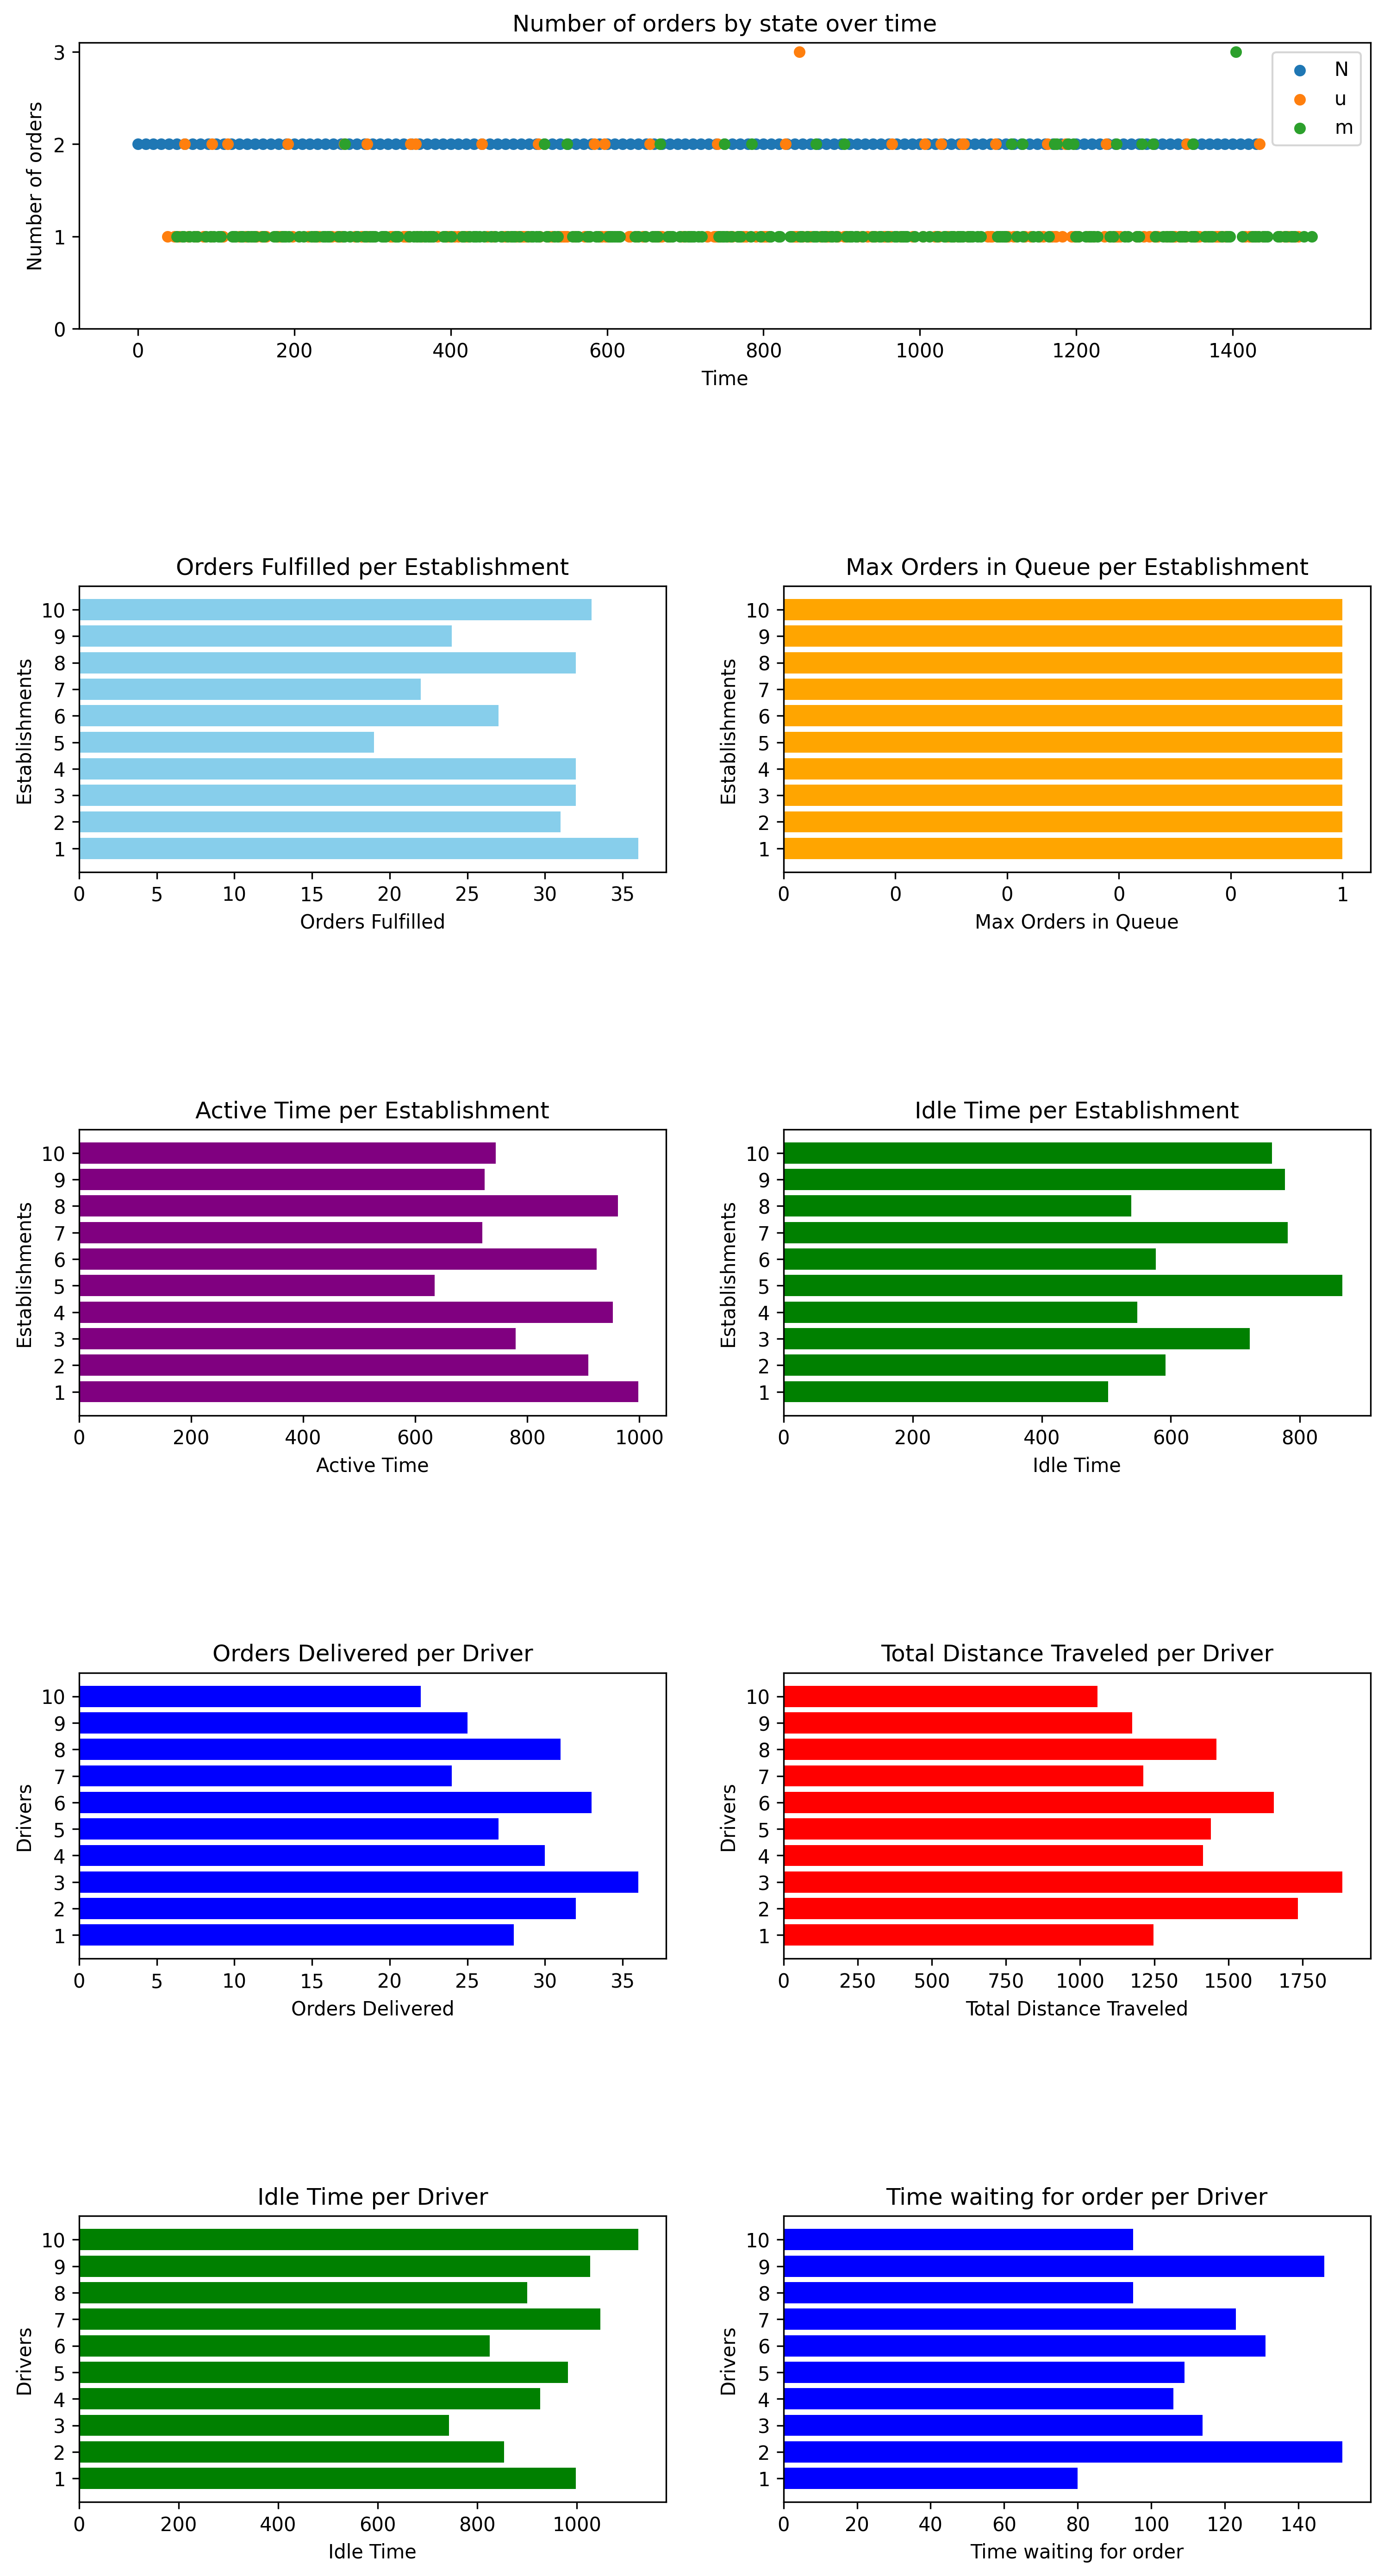 Number of orders by state over time
Number of orders
3
2
1
0
N
u
m
0 200 400 600 800 1000 1200 1400
Time
Orders Fulfilled per Establishment
Establishments
10
9
8
7
6
5
4
3
2
1
0 5 10 15 20 25 30 35
Orders Fulfilled
Max Orders in Queue per Establishment
Establishments
10
9
8
7
6
5
4
3
2
1
0 0 0 0 0 1
Max Orders in Queue
Active Time per Establishment
Establishments
10
9
8
7
6
5
4
3
2
1
0 200 400 600 800 1000
Active Time
Idle Time per Establishment
Establishments
10
9
8
7
6
5
4
3
2
1
0 200 400 600 800
Idle Time
Orders Delivered per Driver
Drivers
10
9
8
7
6
5
4
3
2
1
0 5 10 15 20 25 30 35
Orders Delivered
Total Distance Traveled per Driver
Drivers
10
9
8
7
6
5
4
3
2
1
0 250 500 750 1000 1250 1500 1750
Total Distance Traveled
Idle Time per Driver
Drivers
10
9
8
7
6
5
4
3
2
1
0 200 400 600 800 1000
Idle Time
Time waiting for order per Driver
Drivers
10
9
8
7
6
5
4
3
2
1
0 20 40 60 80 100 120 140
Time waiting for order